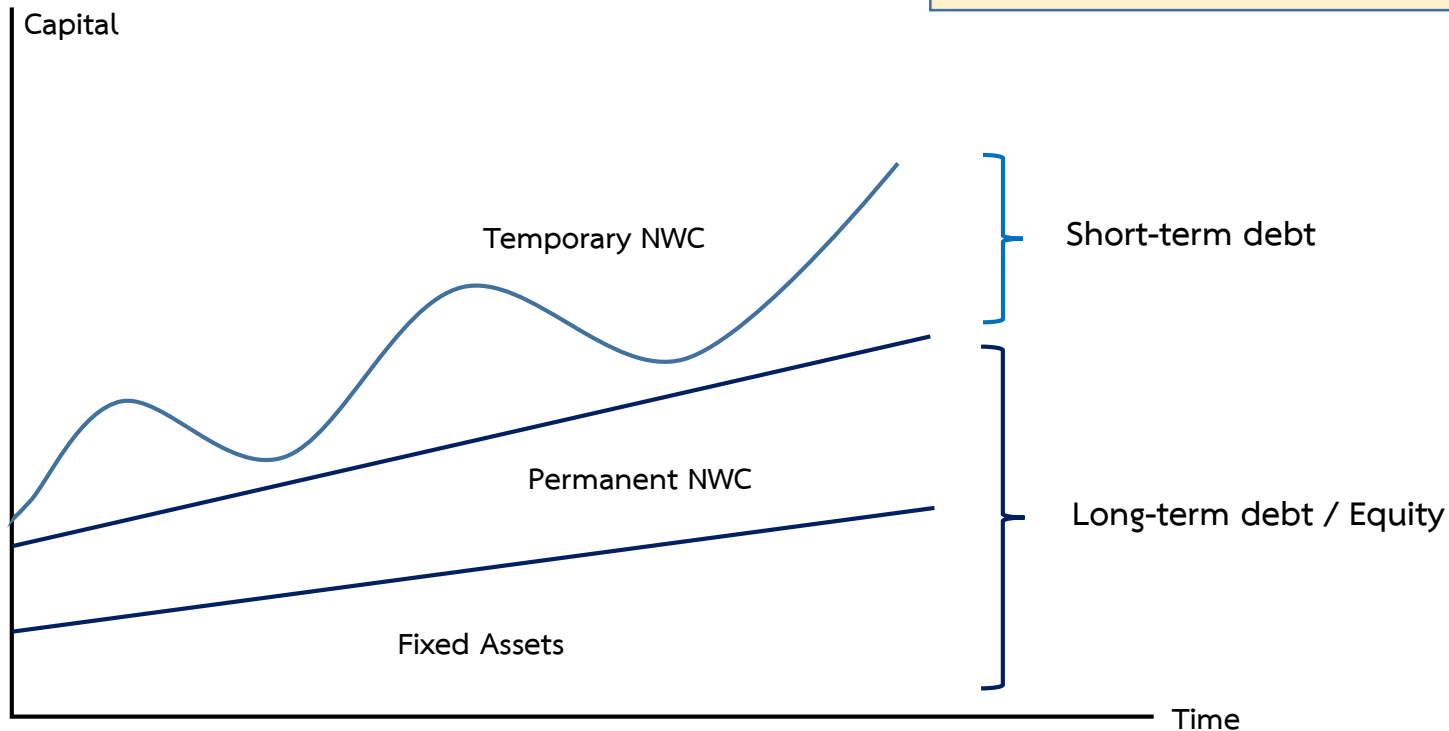 Capital
Temporary NWC
Short-term debt
Permanent NWC
Long-term debt / Equity
Fixed Assets
Time